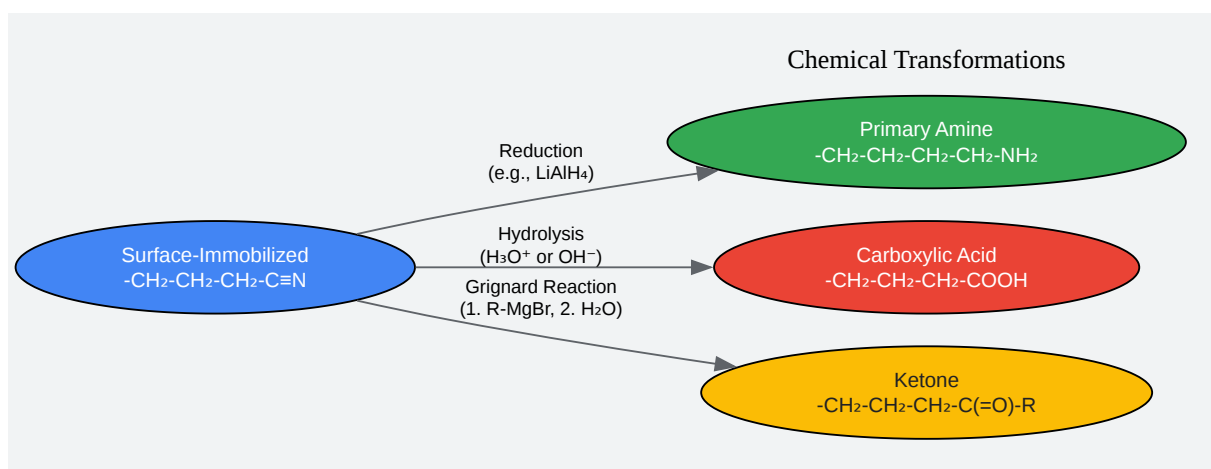 Chemical Transformations
Primary Amine
-CH₂-CH₂-CH₂-CH₂-NH₂
Reduction
(e.g., LiAlH₄)
Surface-Immobilized
-CH₂-CH₂-CH₂-C≡N
Hydrolysis
(H₃O⁺ or OH⁻)
Carboxylic Acid
-CH₂-CH₂-CH₂-COOH
Grignard Reaction
(1. R-MgBr, 2. H₂O)
Ketone
-CH₂-CH₂-CH₂-C(=O)-R